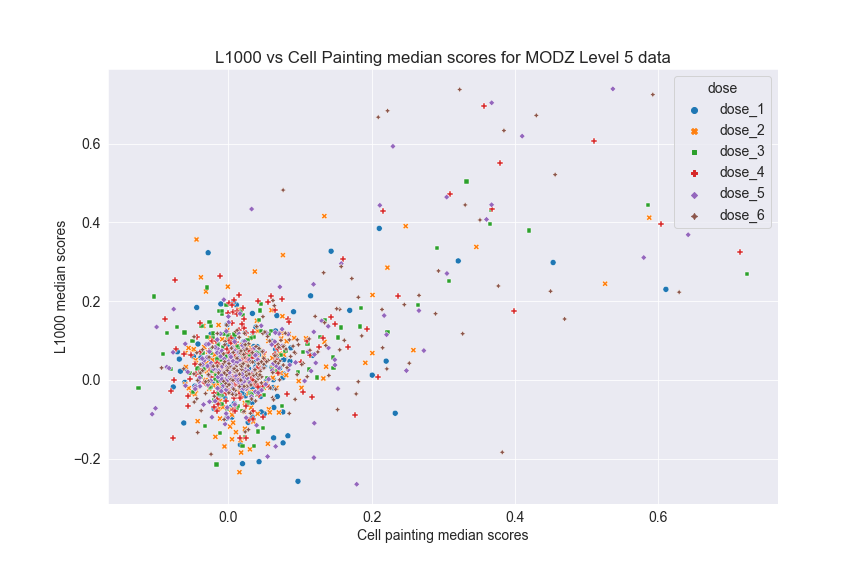 L1000 vs Cell Painting median scores for MODZ Level 5 data
dose
dose_1
dose_2
dose_3
dose_4
dose_5
dose_6
L1000 median scores
0.6
0.4
0.2
0.0
−0.2
0.0 0.2 0.4 0.6
Cell painting median scores